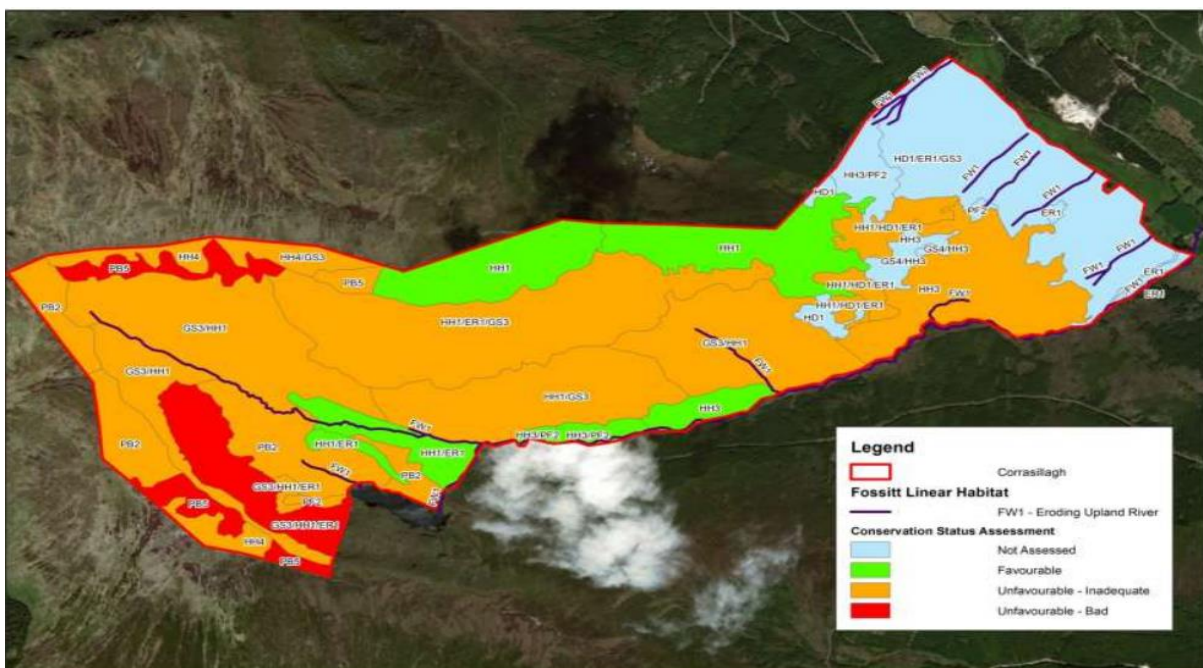 FW1
FW1
HD1/ER1/GS3
FW1
FW1
HH3/PF2
FW1
HD1
PF2
ER1
HH1/HD1/ER1
HH3
GS4/HH3
FW1
HH1
HH4
HH4/GS3
HH1
GS4/HH3
FW1
ER1
PB5
PB5
HH1/HD1/ER1
HH3
FW1
PB2
FW1
HH1/HD1/ER1
HD1
GS3/HH1
HH1/ER1/GS3
GS3/HH1
FW1
GS3/HH1
HH1/GS3
HH3
FW1
HH3/PF2
HH3/PF2
PB2
PB2
HH1/ER1
HH1/ER1
FW1
PB2
GS3/HH1/ER1
PF2
FW1
PB5
HH4
PB5
Legend
Corrasillagh
Fossitt Linear Habitat
FW1 - Eroding Upland River
Conservation Status Assessment
Not Assessed
Favourable
Unfavourable - Inadequate
Unfavourable - Bad